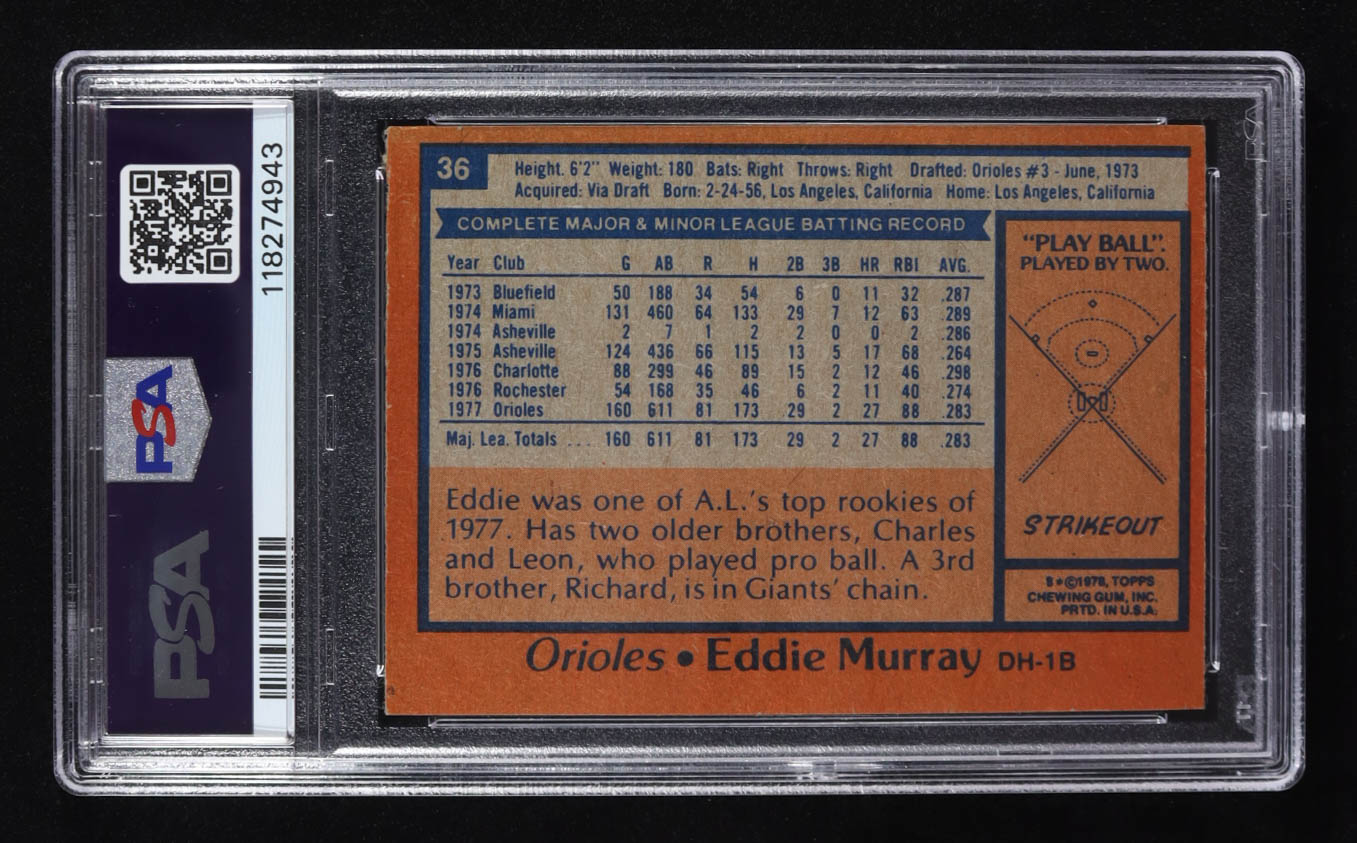 118274943
PSA
PSA
36
Height. 6'2" Weight: 180 Bats: Right Throws: Right Drafted: Orioles #3 - June, 1973
Acquired: Via Draft Born: 2-24-56, Los Angeles, California Home: Los Angeles, California
COMPLETE MAJOR & MINOR LEAGUE BATTING RECORD
Year Club G AB R H 2B 3B HR RBI AVG.
1973 Bluefield 50 188 34 54 6 0 11 32 .287
1974 Miami 131 460 64 133 29 7 12 63 .289
1974 Asheville 2 7 1 2 2 0 0 2 .286
1975 Asheville 124 436 66 115 13 5 17 68 .264
1976 Charlotte 88 299 46 89 15 2 12 46 .298
1976 Rochester 54 168 35 46 6 2 11 40 .274
1977 Orioles 160 611 81 173 29 2 27 88 .283
Maj. Lea. Totals ... 160 611 81 173 29 2 27 88 .283
Eddie was one of A.L.'s top rookies of
1977. Has two older brothers, Charles
and Leon, who played pro ball. A 3rd
brother, Richard, is in Giants' chain.
"PLAY BALL".
PLAYED BY TWO.
STRIKEOUT
©1978, TOPPS
CHEWING GUM, INC.
PRTD. IN U.S.A.
Orioles • Eddie Murray DH-1B